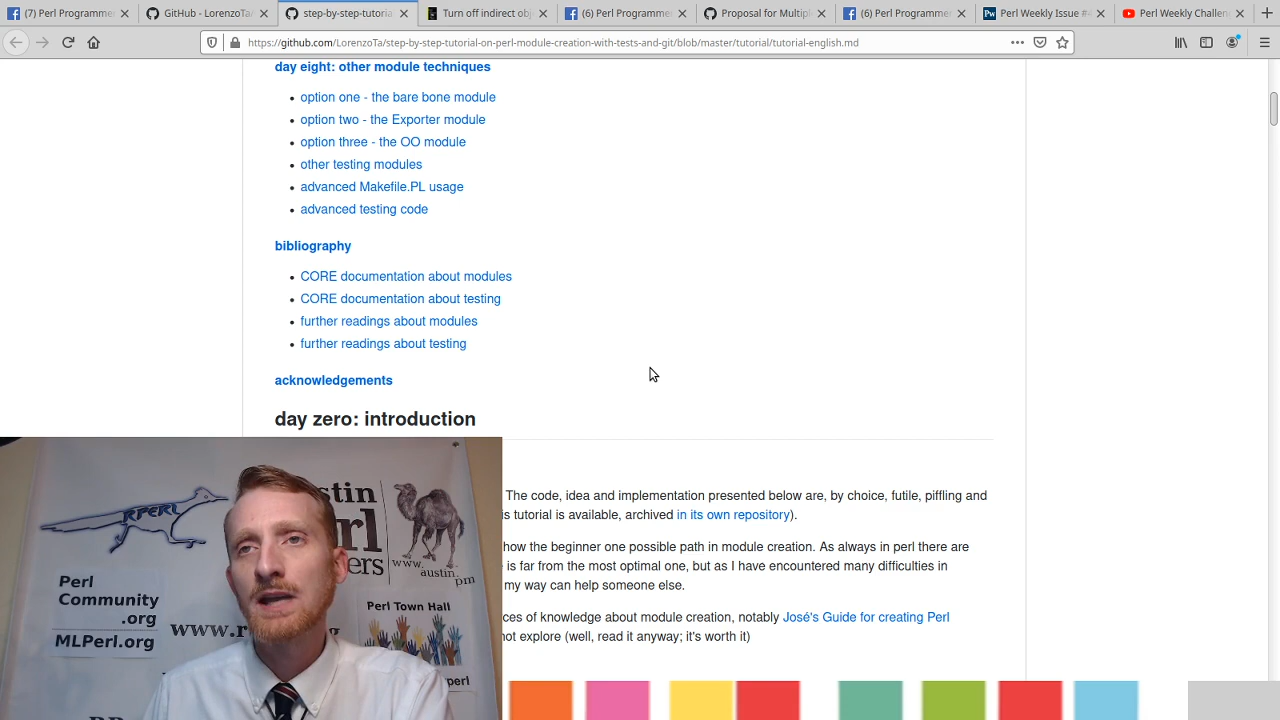 (7) Perl Programmer
GitHub - LorenzoTa/
step-by-step-tutoria
Turn off indirect obj
(6) Perl Programmer
Proposal for Multipl
(6) Perl Programmer
Perl Weekly Issue #4
Perl Weekly Challen
https://github.com/LorenzoTa/step-by-step-tutorial-on-perl-module-creation-with-tests-and-git/blob/master/tutorial/tutorial-english.md
day eight: other module techniques
option one - the bare bone module
option two - the Exporter module
option three - the OO module
other testing modules
advanced Makefile.PL usage
advanced testing code
bibliography
CORE documentation about modules
CORE documentation about testing
further readings about modules
further readings about testing
acknowledgements
day zero: introduction
The code, idea and implementation presented below are, by choice, futile, piffling and
is tutorial is available, archived in its own repository).
how the beginner one possible path in module creation. As always in perl there are
is far from the most optimal one, but as I have encountered many difficulties in
my way can help someone else.
ces of knowledge about module creation, notably José's Guide for creating Perl
not explore (well, read it anyway; it's worth it)
RPERL
stin
rl
ers
www.austin.
pm
Perl
Community
.org
MLPerl.org
www.r
g
Perl Town Hall
perl